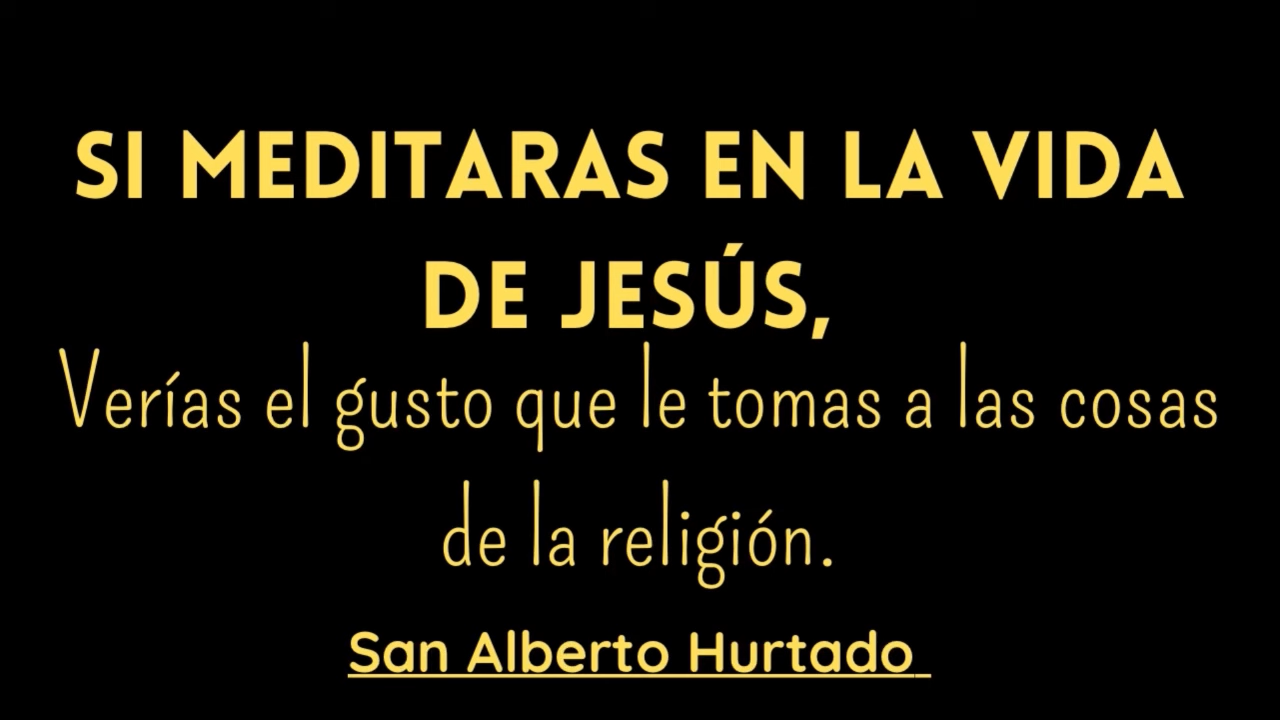 SI MEDITARAS EN LA VIDA
DE JESÚS,
Verías el gusto que le tomas a las cosas
de la religión.
San Alberto Hurtado